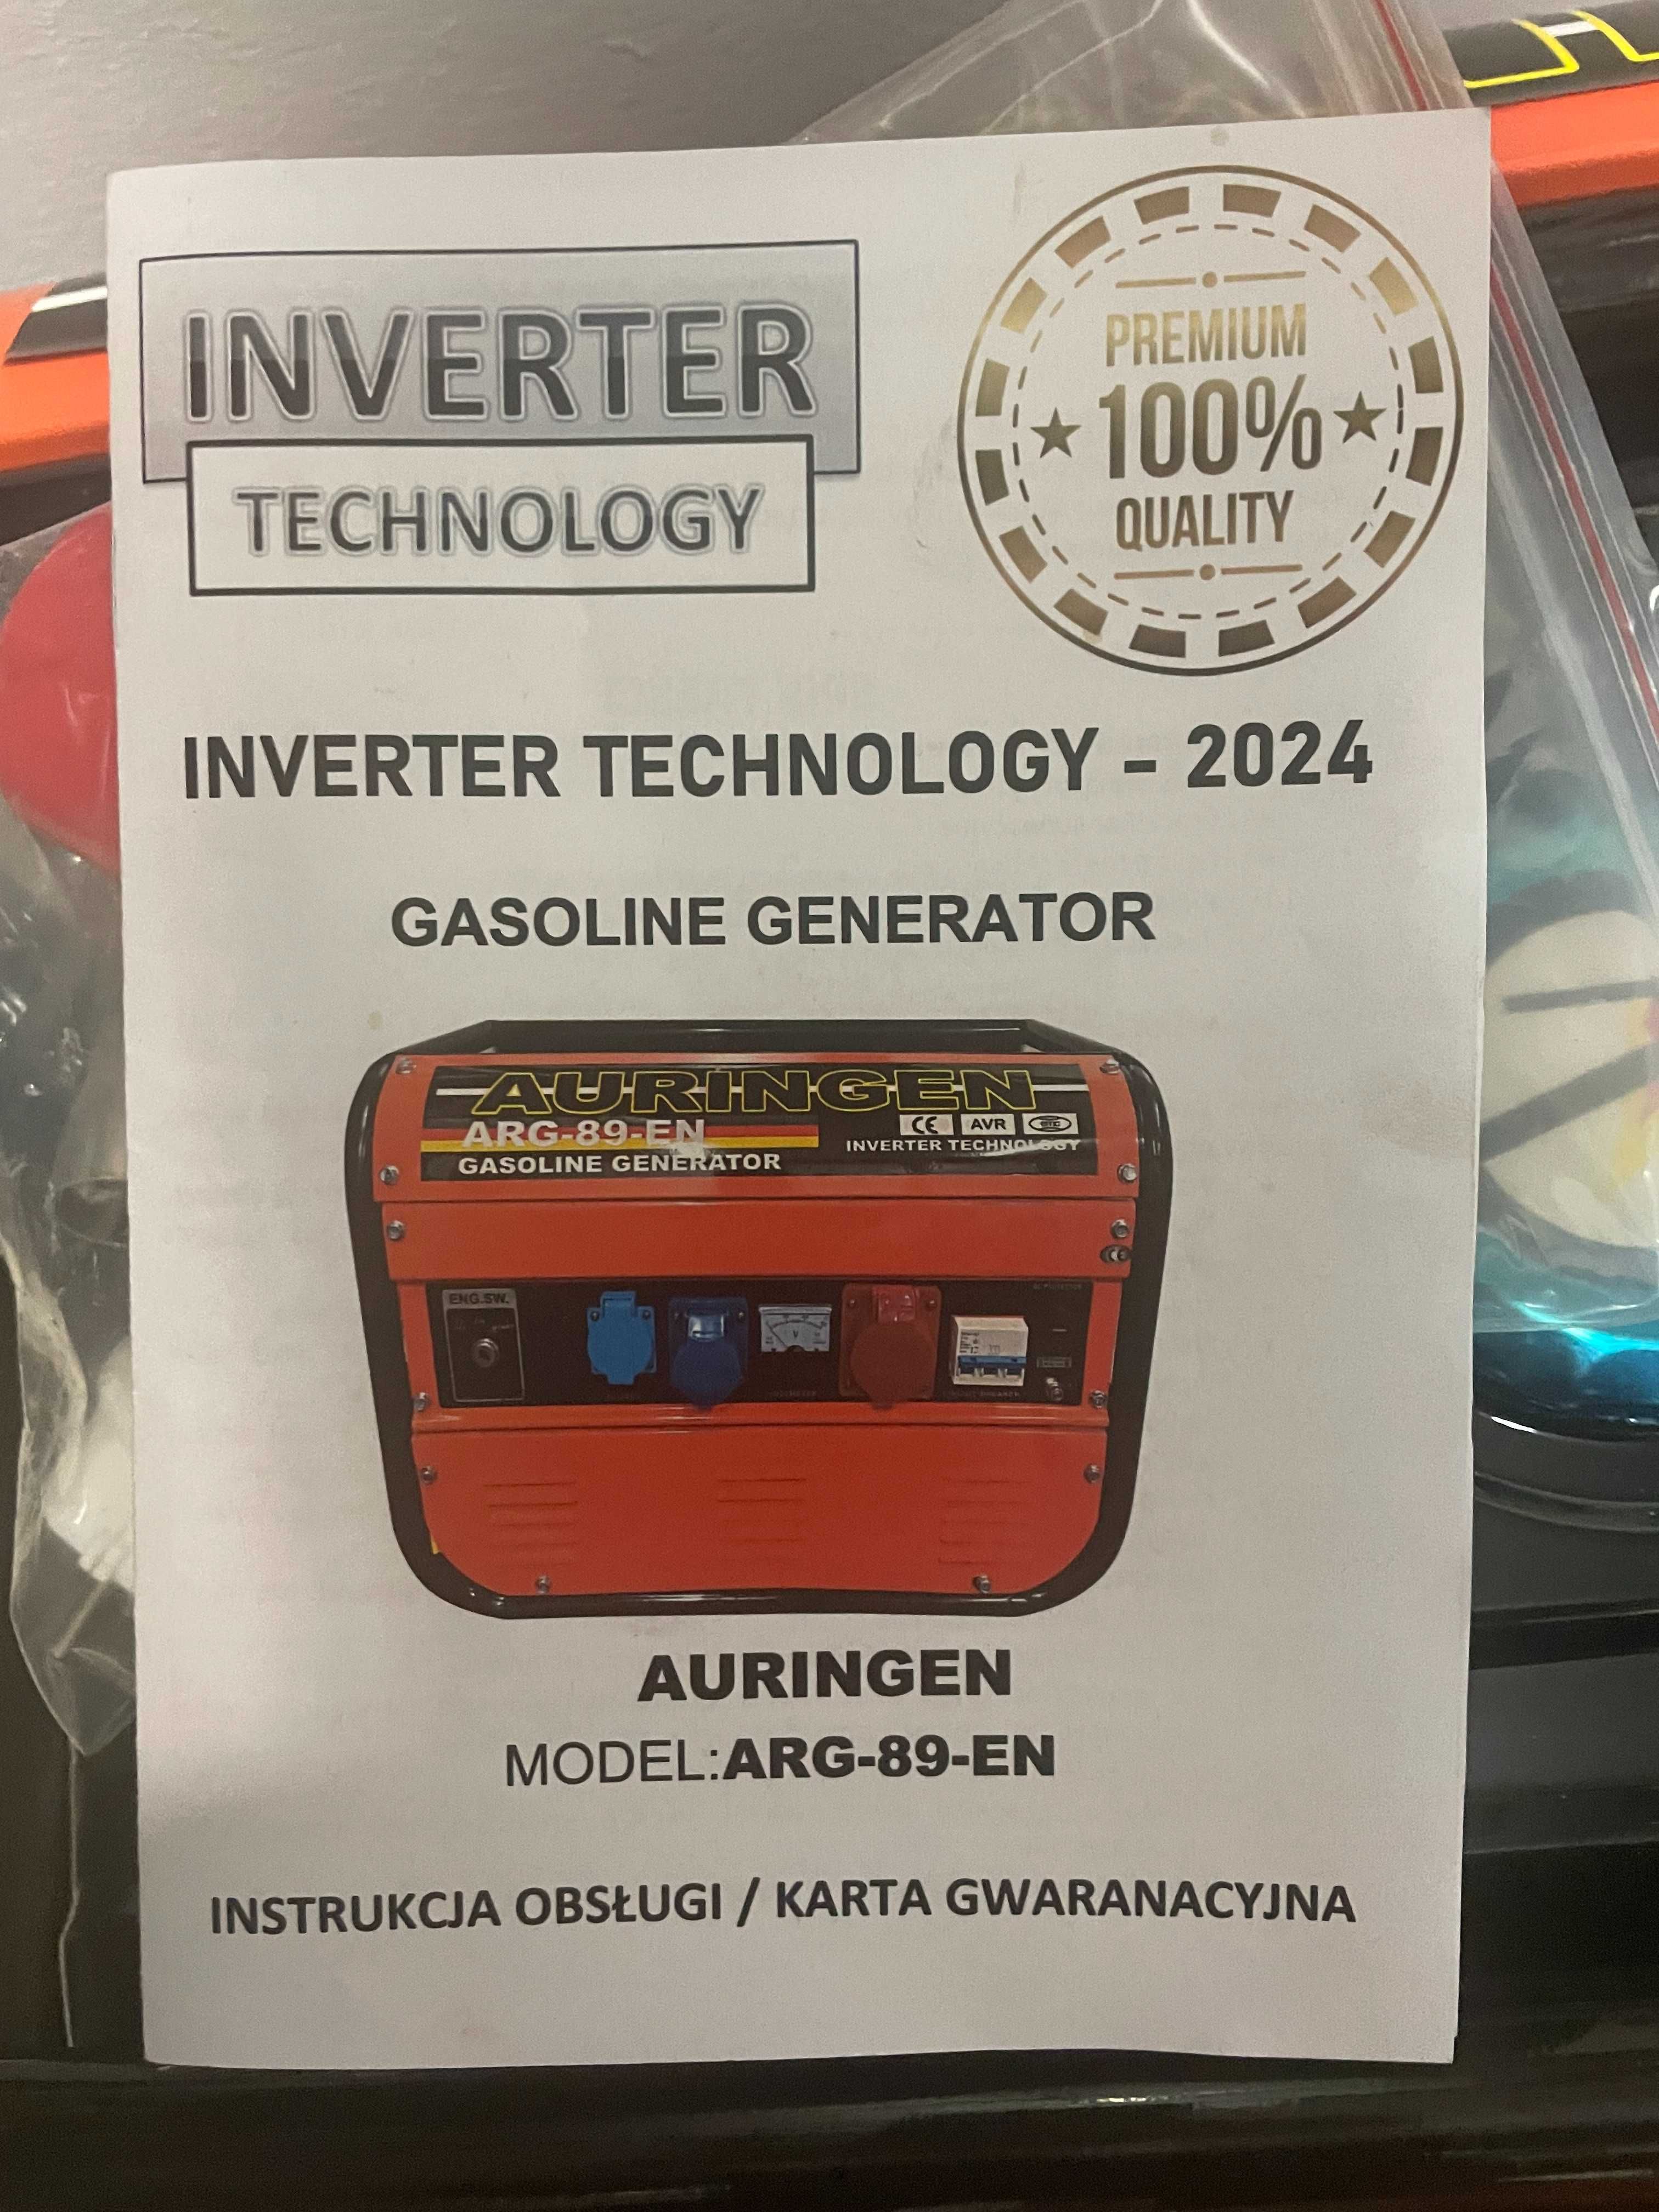 INVERTER
TECHNOLOGY
PREMIUM
100%
QUALITY
INVERTER TECHNOLOGY - 2024
GASOLINE GENERATOR
AURINGEN
ARG-89-EN
CE AVR
INVERTER TECHNOLOGY
GASOLINE GENERATOR
CE
ENG.SW.
V
AURINGEN
MODEL:ARG-89-EN
INSTRUKCJA OBSŁUGI / KARTA GWARANACYJNA